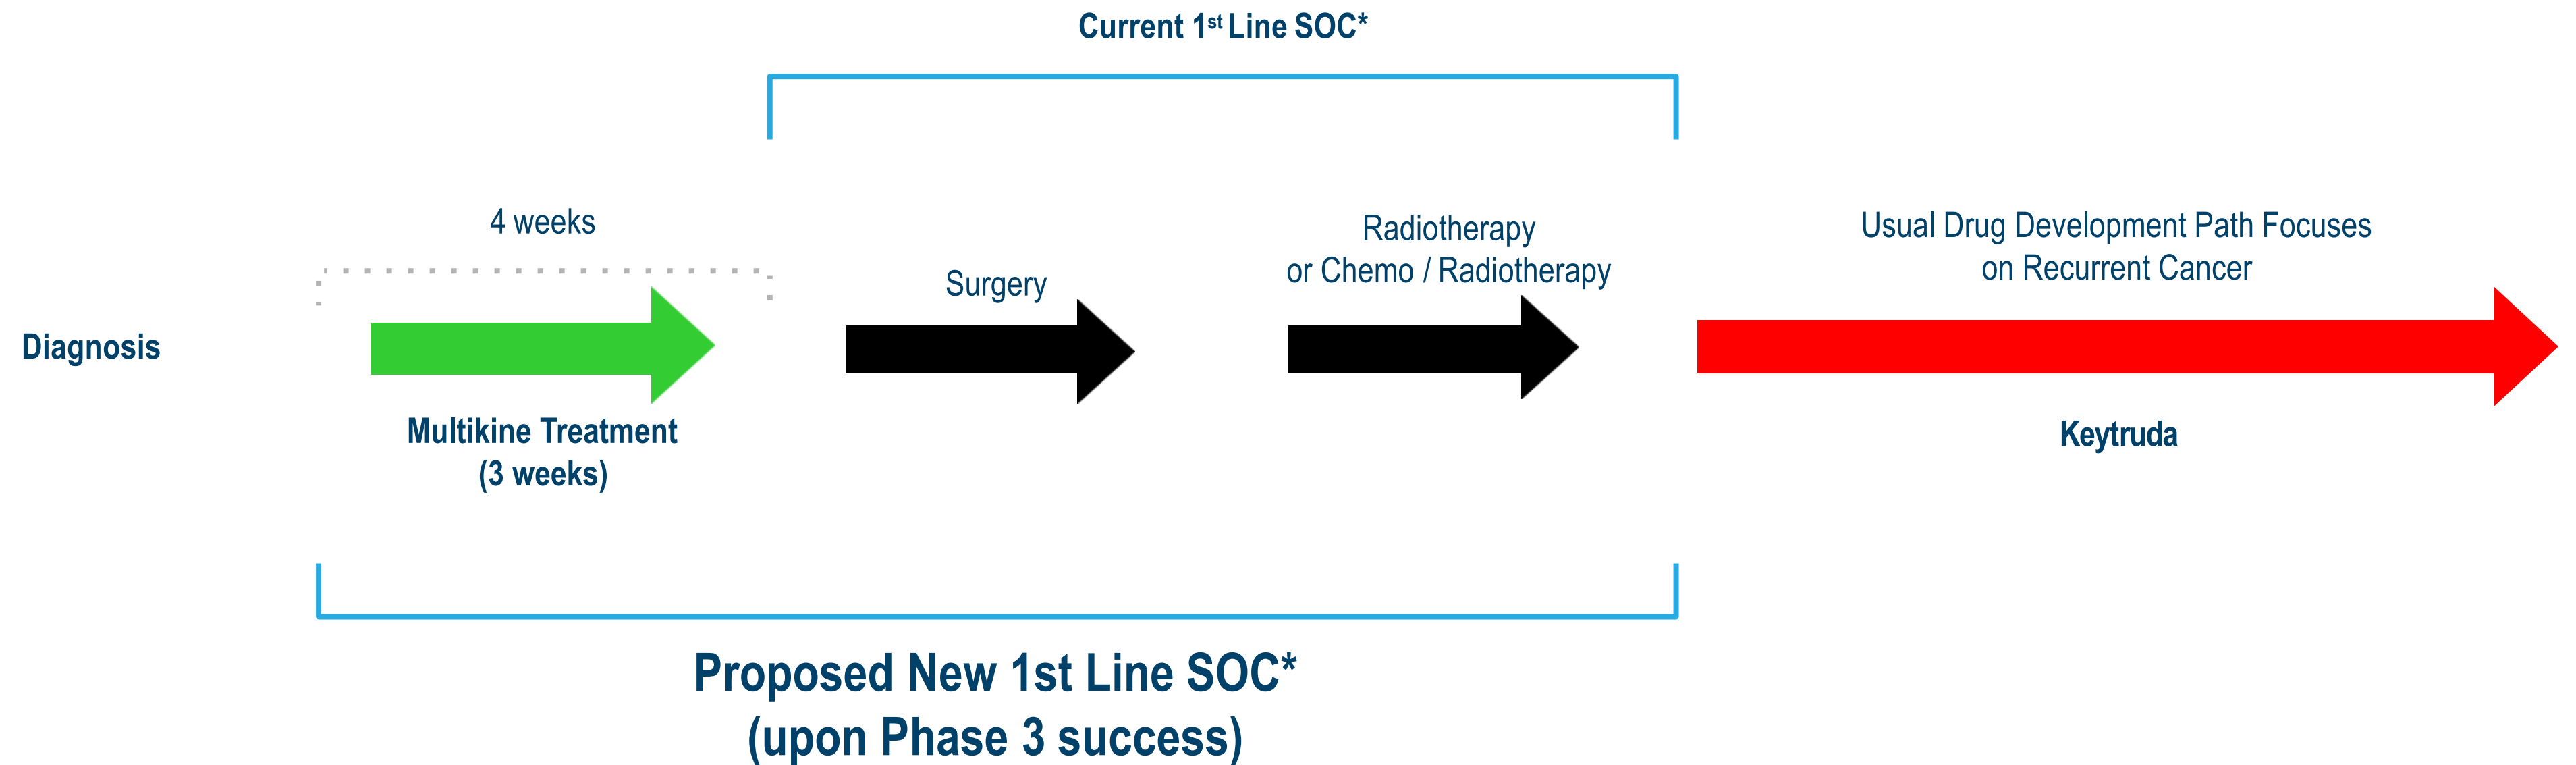 Current 1st Line SOC*
4 weeks
Surgery
Radiotherapy
or Chemo / Radiotherapy
Usual Drug Development Path Focuses
on Recurrent Cancer
Diagnosis
Multikine Treatment
(3 weeks)
Keytruda
Proposed New 1st Line SOC*
(upon Phase 3 success)